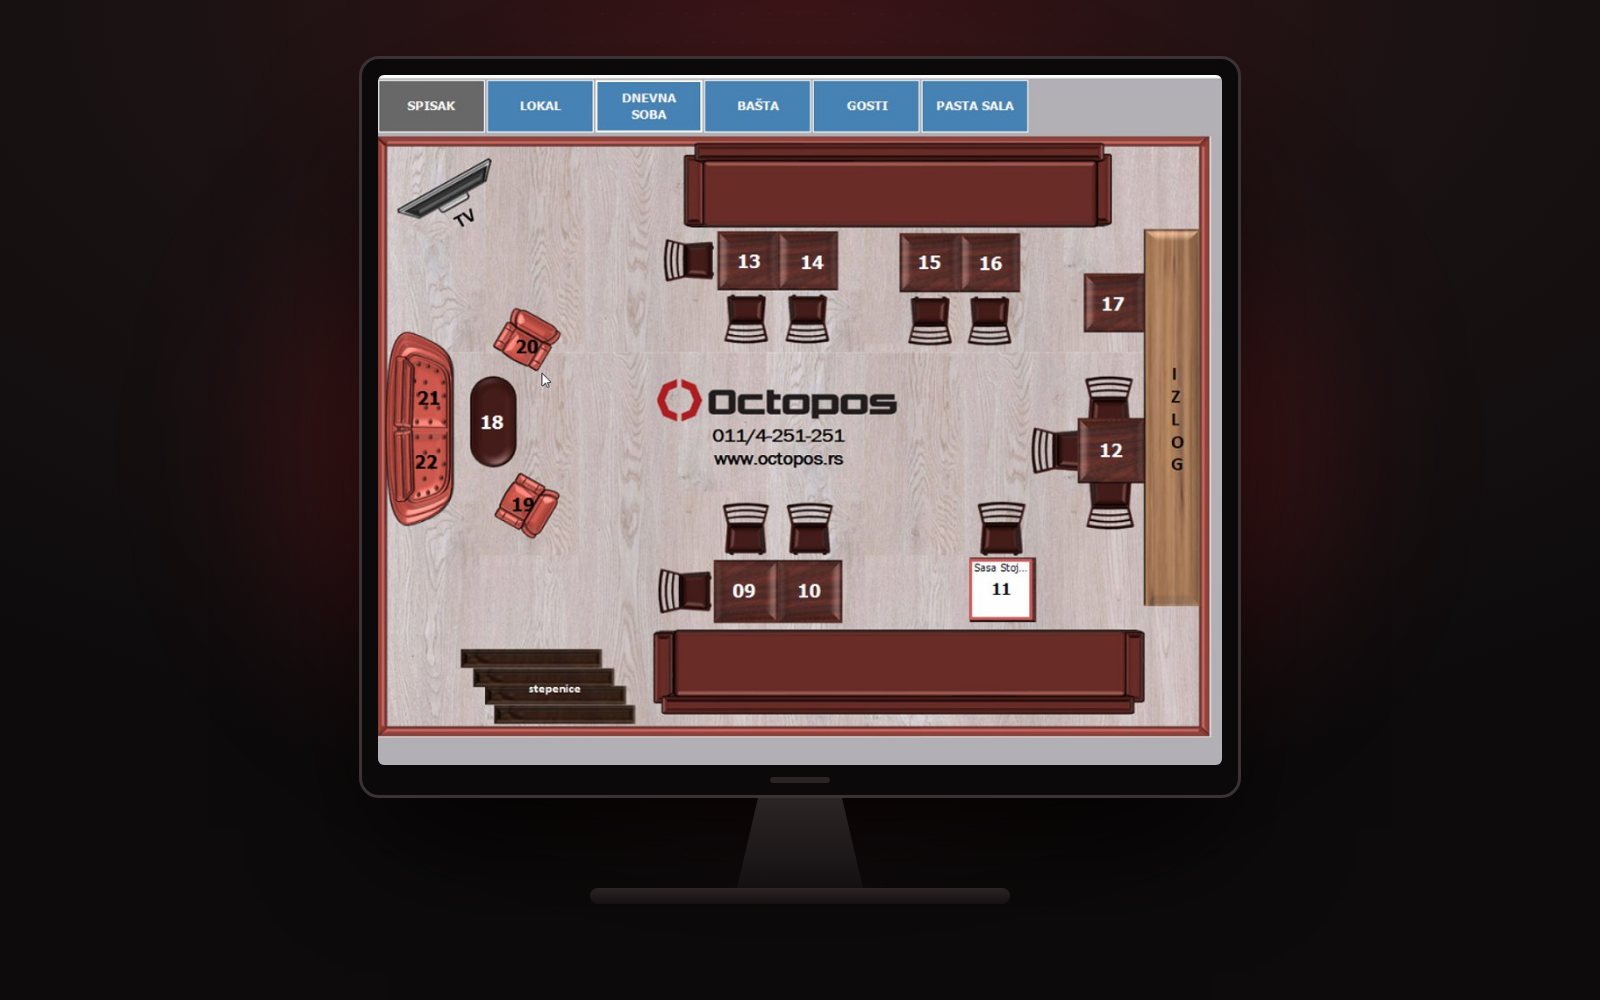 SPISAK
LOKAL
DNEVNA
SOBA
BAŠTA
GOSTI
PASTA SALA
TV
13
14
15
16
17
20
21
18
22
19
Octopos
011/4-251-251
www.octopos.rs
12
IZLOG
09
10
Sasa Stoj...
11
stepenice